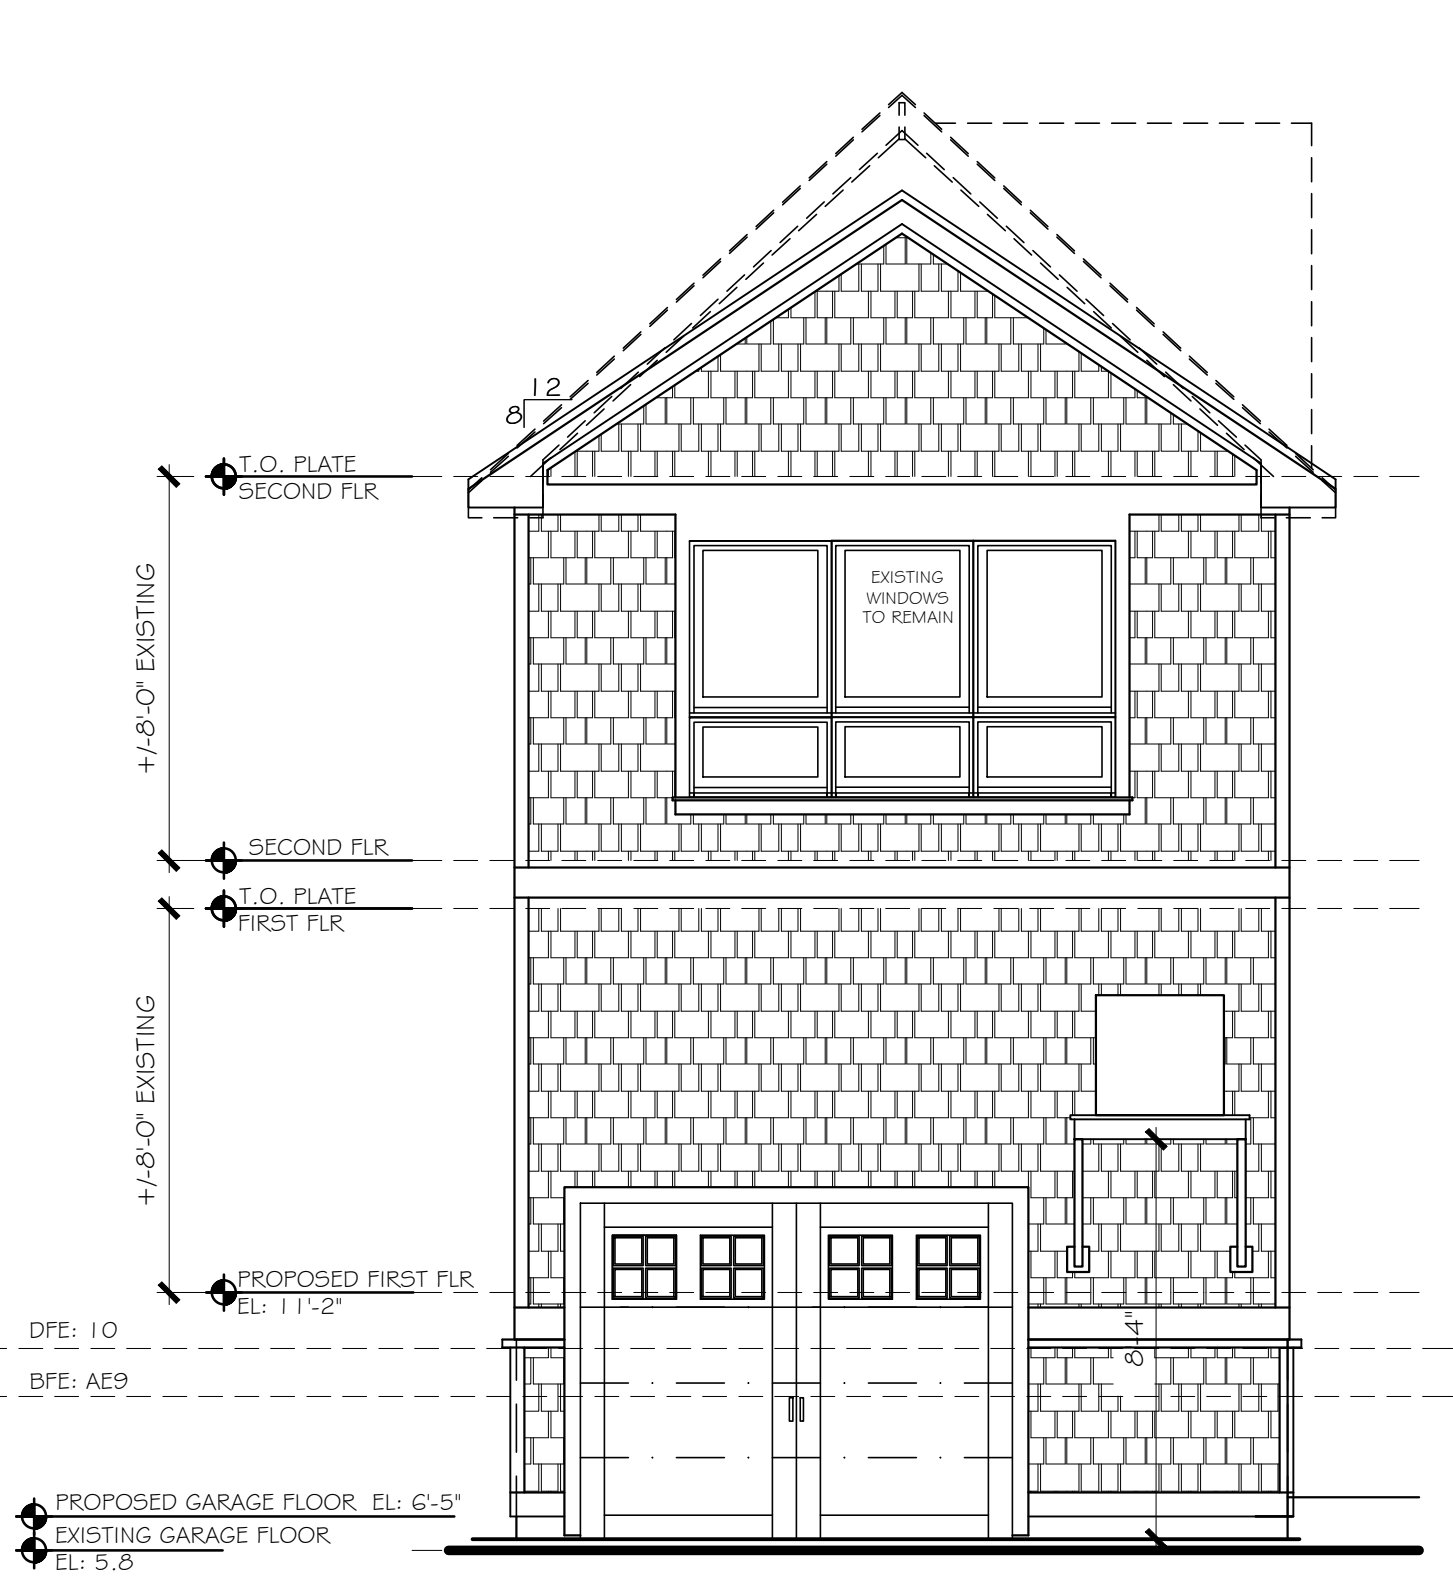 12
8
T.O. PLATE
SECOND FLR
+/-8'-0" EXISTING
EXISTING
WINDOWS
TO REMAIN
SECOND FLR
T.O. PLATE
FIRST FLR
+/-8'-0" EXISTING
PROPOSED FIRST FLR
EL: 11'-2"
8'-4"
DFE: 10
BFE: AE9
PROPOSED GARAGE FLOOR EL: 6'-5"
EXISTING GARAGE FLOOR
EL: 5.8